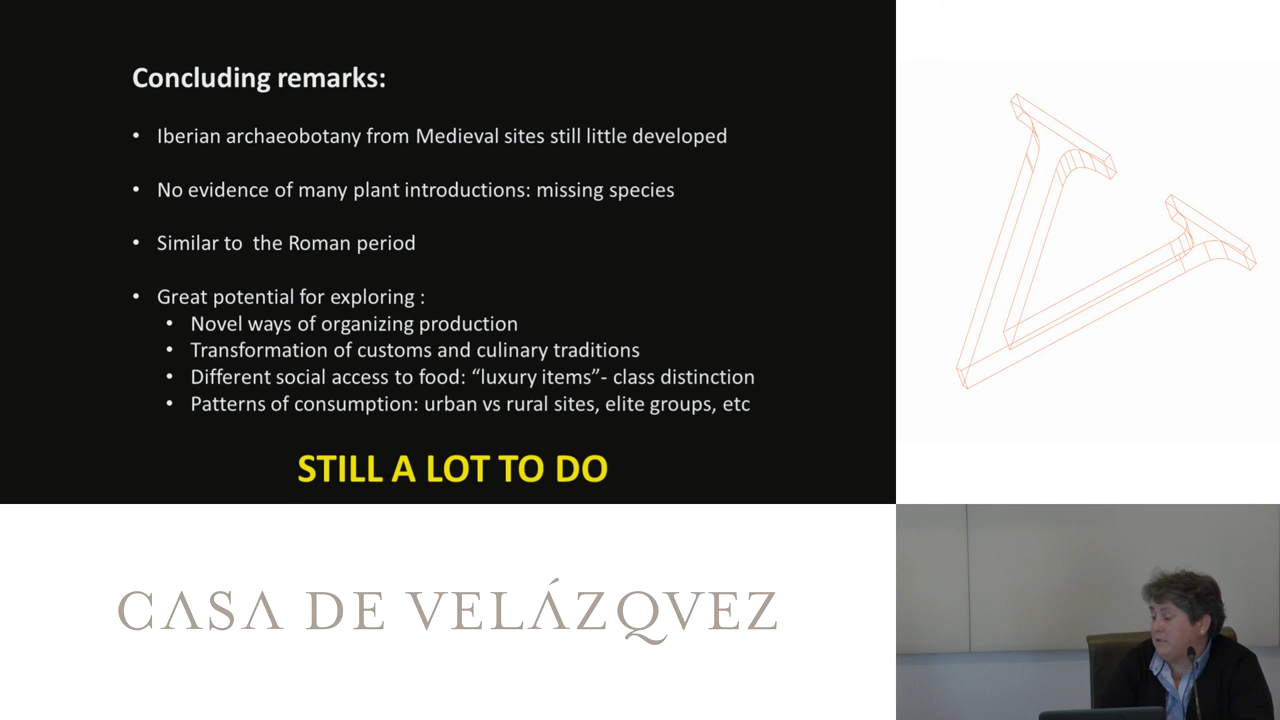 Concluding remarks:
• Iberian archaeobotany from Medieval sites still little developed
• No evidence of many plant introductions: missing species
• Similar to the Roman period
• Great potential for exploring :
• Novel ways of organizing production
• Transformation of customs and culinary traditions
• Different social access to food: “luxury items”- class distinction
• Patterns of consumption: urban vs rural sites, elite groups, etc
STILL A LOT TO DO
CASA DE VELÁZQVEZ